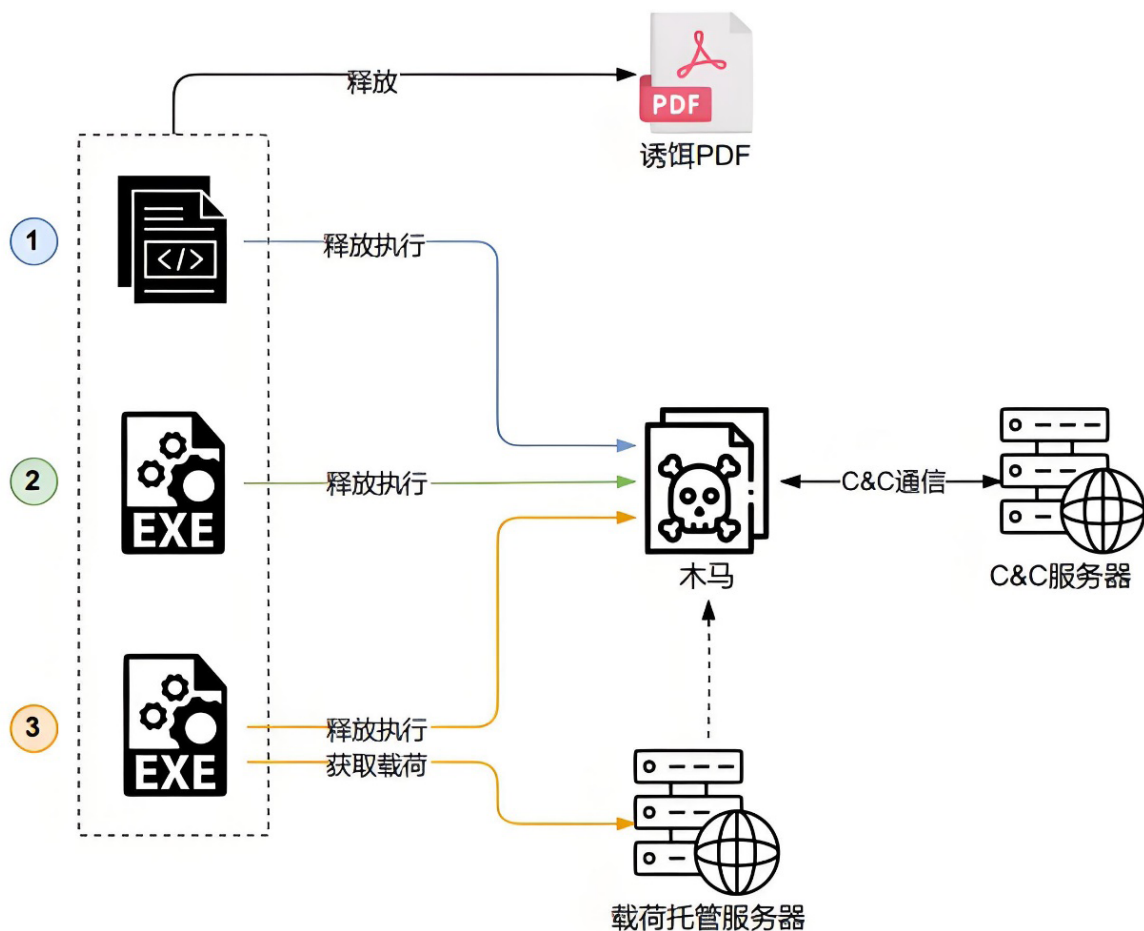 释放
PDF
诱饵PDF
1
</>
释放执行
2
EXE
释放执行
木马
C&C通信
C&C服务器
3
EXE
释放执行
获取载荷
载荷托管服务器